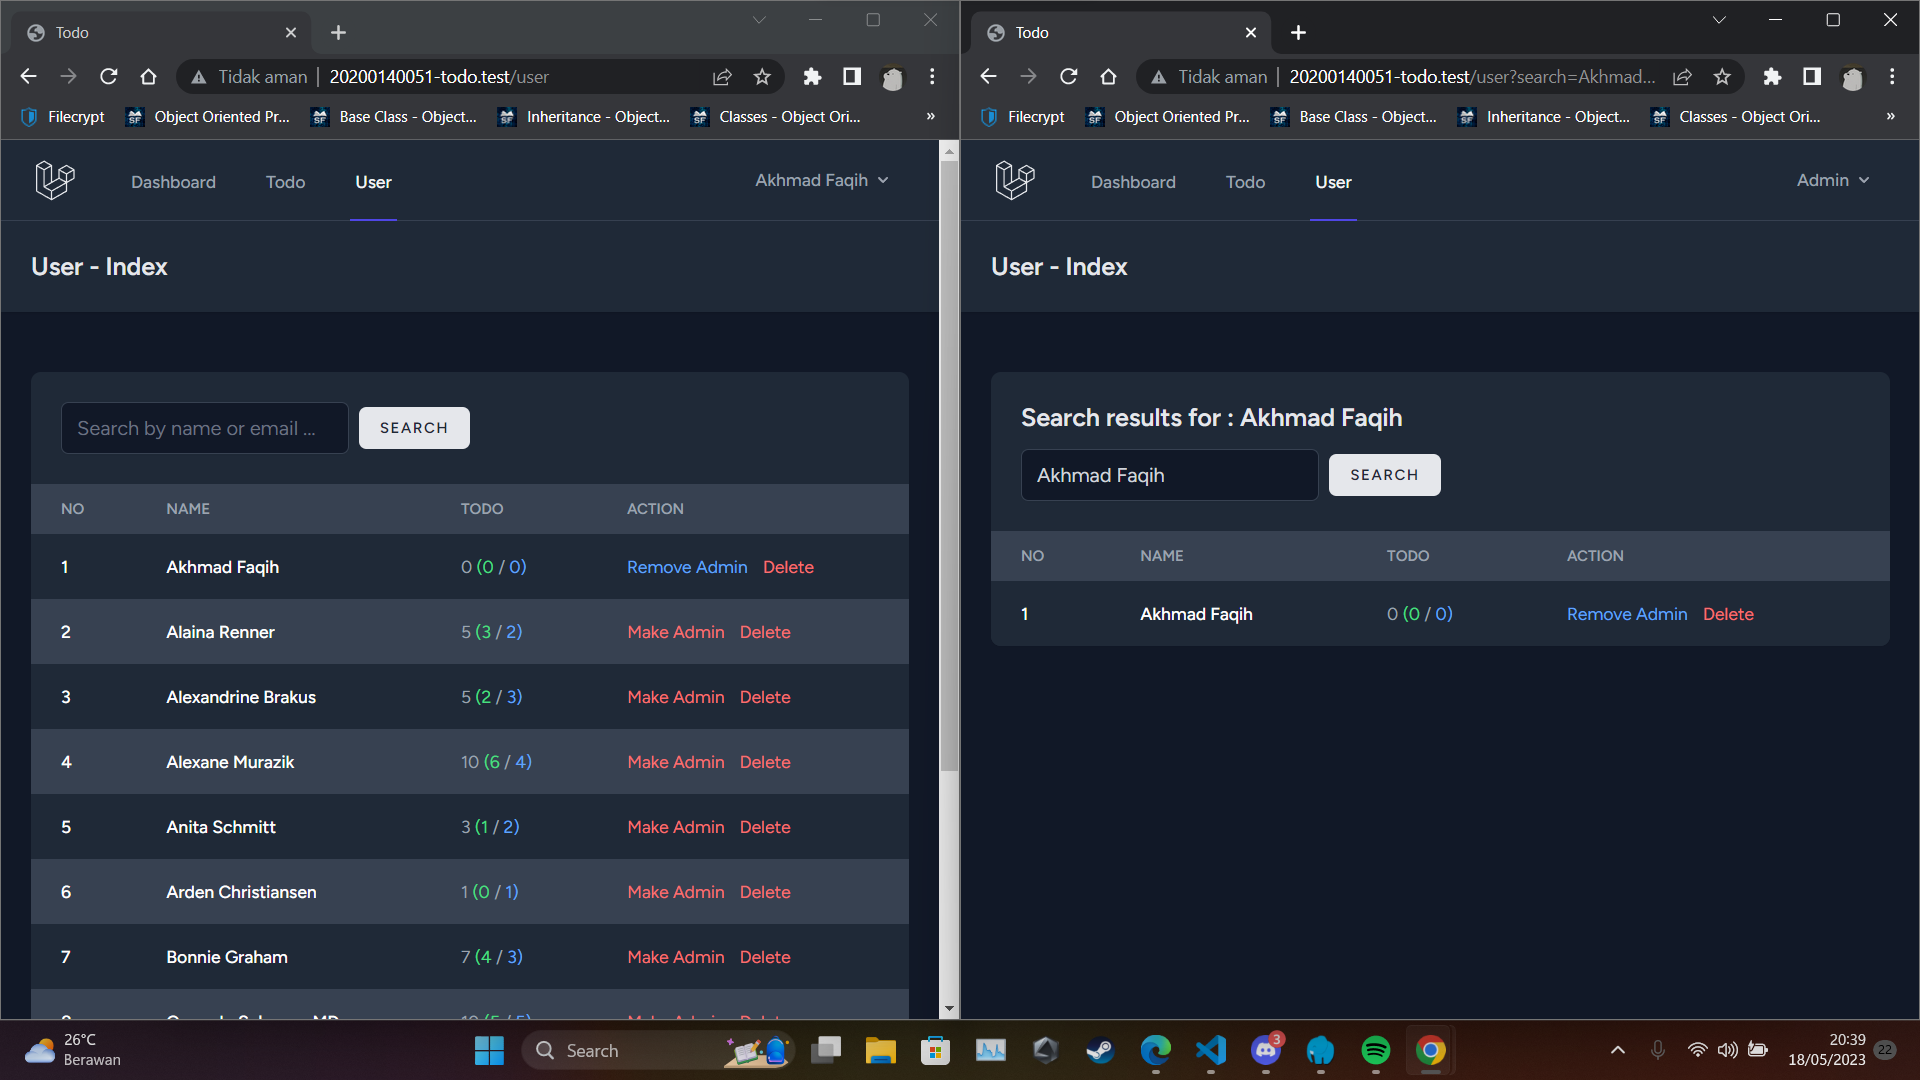 Todo
Tidak aman | 20200140051-todo.test/user
Filecrypt
Object Oriented Pr...
Base Class - Object...
Inheritance - Object...
Classes - Object Ori...
»
Dashboard
Todo
User
Akhmad Faqih
User - Index
Search by name or email ...
SEARCH
NO NAME TODO ACTION
1 Akhmad Faqih 0 (0 / 0) Remove Admin Delete
2 Alaina Renner 5 (3 / 2) Make Admin Delete
3 Alexandrine Brakus 5 (2 / 3) Make Admin Delete
4 Alexane Murazik 10 (6 / 4) Make Admin Delete
5 Anita Schmitt 3 (1 / 2) Make Admin Delete
6 Arden Christiansen 1 (0 / 1) Make Admin Delete
7 Bonnie Graham 7 (4 / 3) Make Admin Delete
Todo
Tidak aman | 20200140051-todo.test/user?search=Akhmad...
Filecrypt
Object Oriented Pr...
Base Class - Object...
Inheritance - Object...
Classes - Object Ori...
»
Dashboard
Todo
User
Admin
User - Index
Search results for : Akhmad Faqih
Akhmad Faqih
SEARCH
NO NAME TODO ACTION
1 Akhmad Faqih 0 (0 / 0) Remove Admin Delete
26°C
Berawan
Search
3
20:39
18/05/2023
22